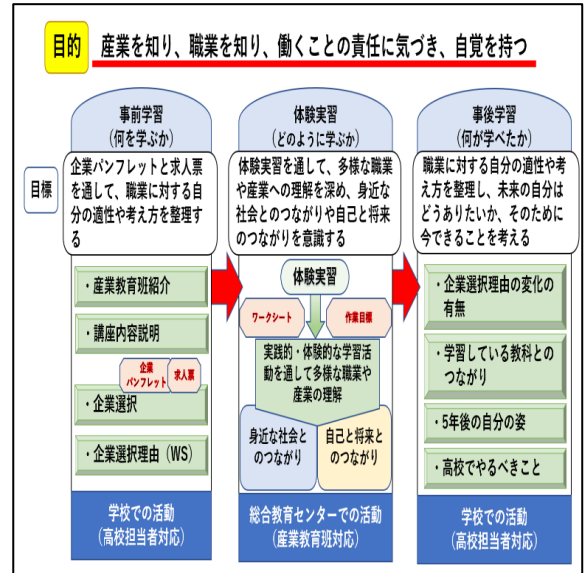 目的 産業を知り、職業を知り、働くことの責任に気づき、自覚を持つ
事前学習
(何を学ぶか)
目標
企業パンフレットと求人票
を通して、職業に対する自
分の適性や考え方を整理す
る
・産業教育班紹介
・講座内容説明
企業
パンフレット
求人票
・企業選択
・企業選択理由（WS）
学校での活動
(高校担当者対応)
体験実習
(どのように学ぶか)
体験実習を通して、多様な職業
や産業への理解を深め、身近な
社会とのつながりや自己と将来
のつながりを意識する
体験実習
ワークシート
作業目標
実践的・体験的な学習活
動を通して多様な職業や
産業の理解
身近な社会と
のつながり
自己と将来と
のつながり
総合教育センターでの活動
(産業教育班対応)
事後学習
(何が学べたか)
職業に対する自分の適性や考
え方を整理し、未来の自分は
どうありたいか、そのために
今できることを考える
・企業選択理由の変化の
有無
・学習している教科との
つながり
・5年後の自分の姿
・高校でやるべきこと
学校での活動
(高校担当者対応)